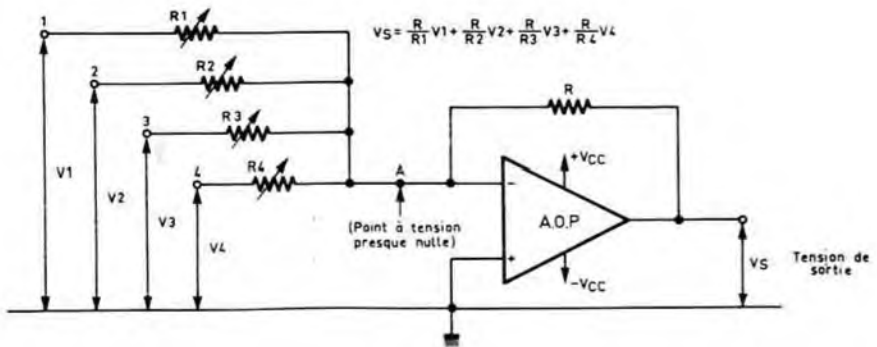 1
R1
VS = R/R1 V1 + R/R2 V2 + R/R3 V3 + R/R4 V4
2
R2
R
3
R3
+VCC
4
R4
A
-
V1
V2
(Point à tension
presque nulle)
A.O.P
V3
V4
+
-VCC
VS
Tension de
sortie